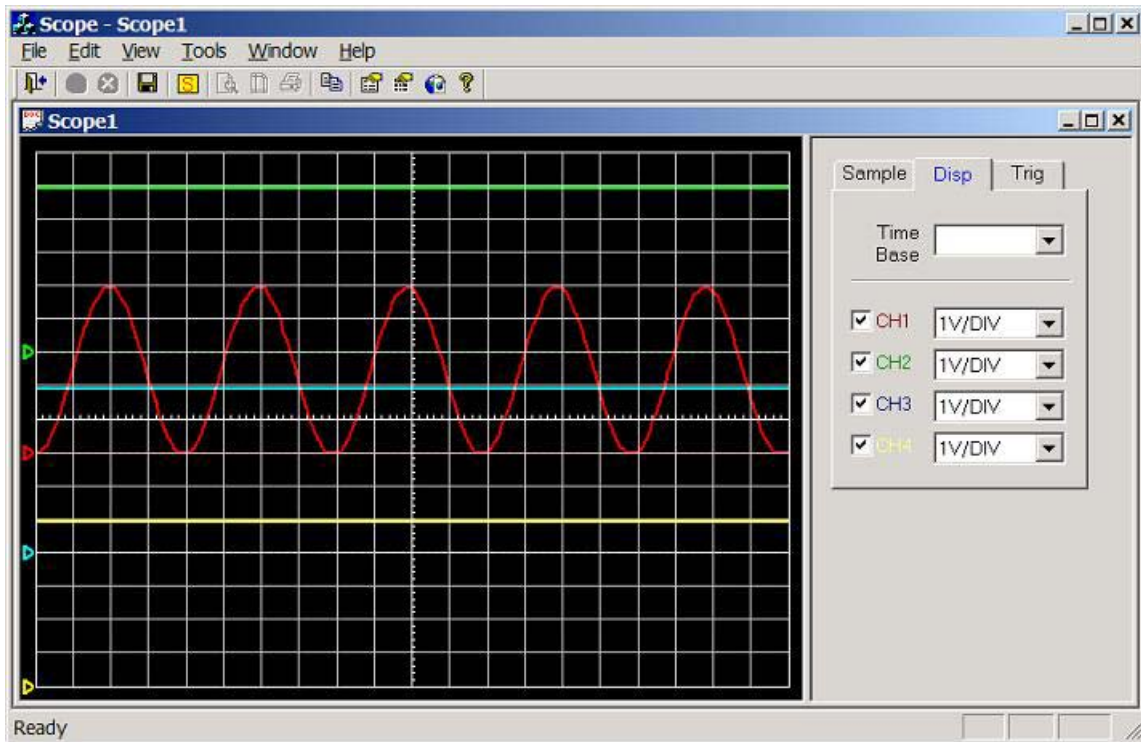 Scope - Scope1
File Edit View Tools Window Help
S
?
Scope1
Sample Disp Trig
Time
Base
CH1 1V/DIV
CH2 1V/DIV
CH3 1V/DIV
CH4 1V/DIV
Ready